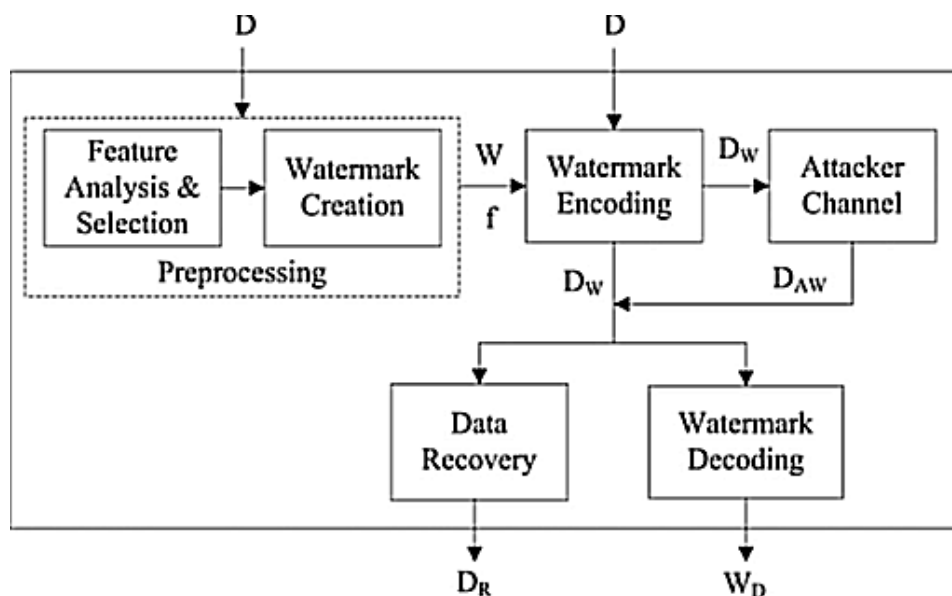 D
D
Feature
Analysis &
Selection
Watermark
Creation
Preprocessing
W
f
Watermark
Encoding
D_W
Attacker
Channel
D_W
D_AW
Data
Recovery
Watermark
Decoding
D_R
W_D